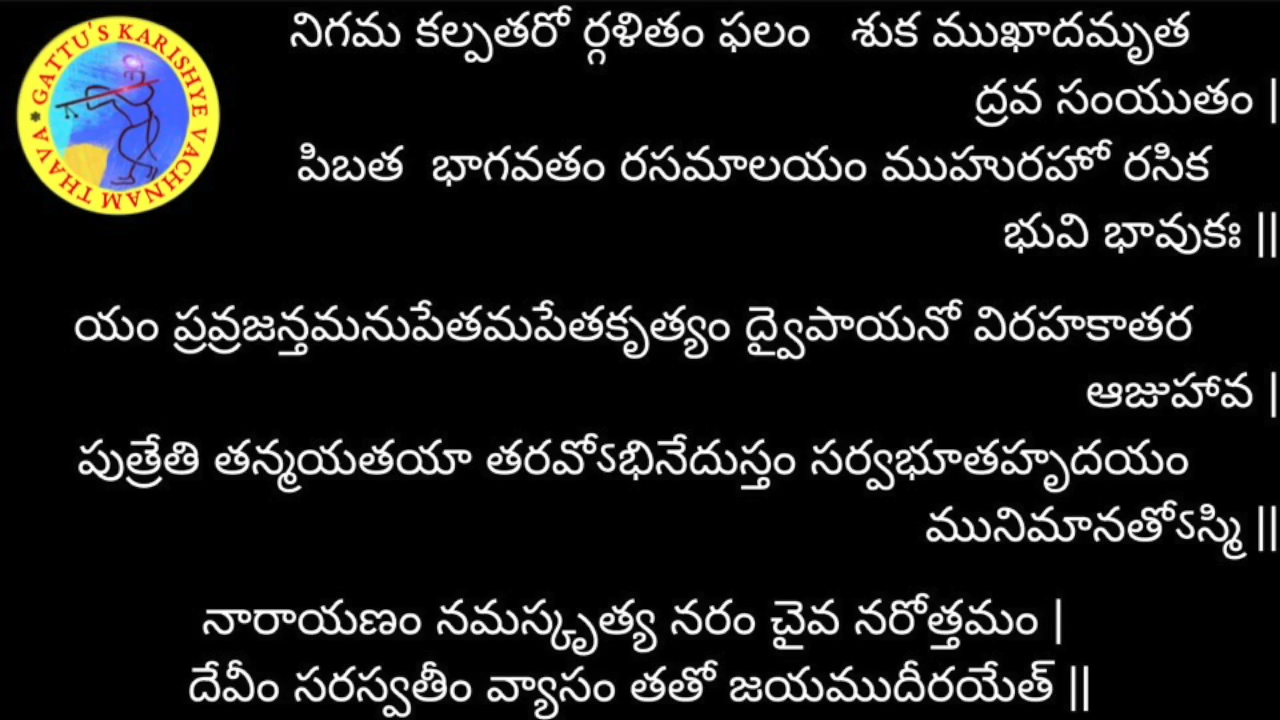 GATTU'S KARISHYE VACHNAM THAVA *
నిగమ కల్పతరో ర్గళితం ఫలం శుక ముఖాదమృత
ద్రవ సంయుతం |
పిబత భాగవతం రసమాలయం ముహురహో రసిక
భువి భావుకః ||
యం ప్రవ్రజన్తమనుపేతమపేతకృత్యం ద్వైపాయనో విరహకాతర
ఆజుహావ |
పుత్రేతి తన్మయతయా తరవోఽభినేదుస్తం సర్వభూతహృదయం
మునిమానతోఽస్మి ||
నారాయణం నమస్కృత్య నరం చైవ నరోత్తమం |
దేవీం సరస్వతీం వ్యాసం తతో జయముదీరయేత్ ||